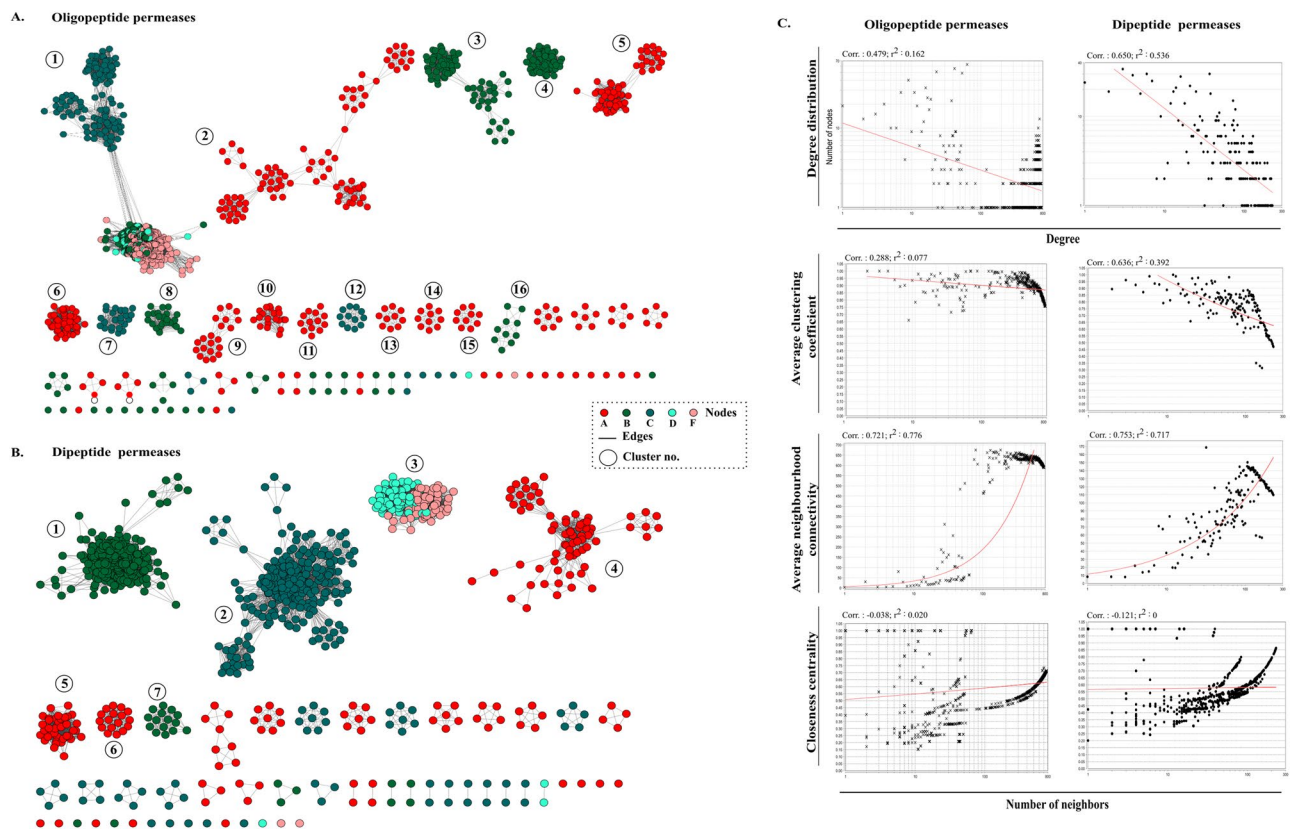 A.
Oligopeptide permeases
1
2
3
4
5
6
7
8
9
10
11
12
13
14
15
16
A B C D F Nodes
Edges
Cluster no.
B.
Dipeptide permeases
1
2
3
4
5
6
7
C.
Oligopeptide permeases
Dipeptide permeases
Degree distribution
Number of nodes
Corr. : 0.479; r² : 0.162
Corr. : 0.650; r² : 0.536
Degree
Average clustering
coefficient
Corr. : 0.288; r² : 0.077
Corr. : 0.636; r² : 0.392
Average neighbourhood
connectivity
Corr. : 0.721; r² : 0.776
Corr. : 0.753; r² : 0.717
Closeness centrality
Corr. : -0.038; r² : 0.020
Corr. : -0.121; r² : 0
Number of neighbors